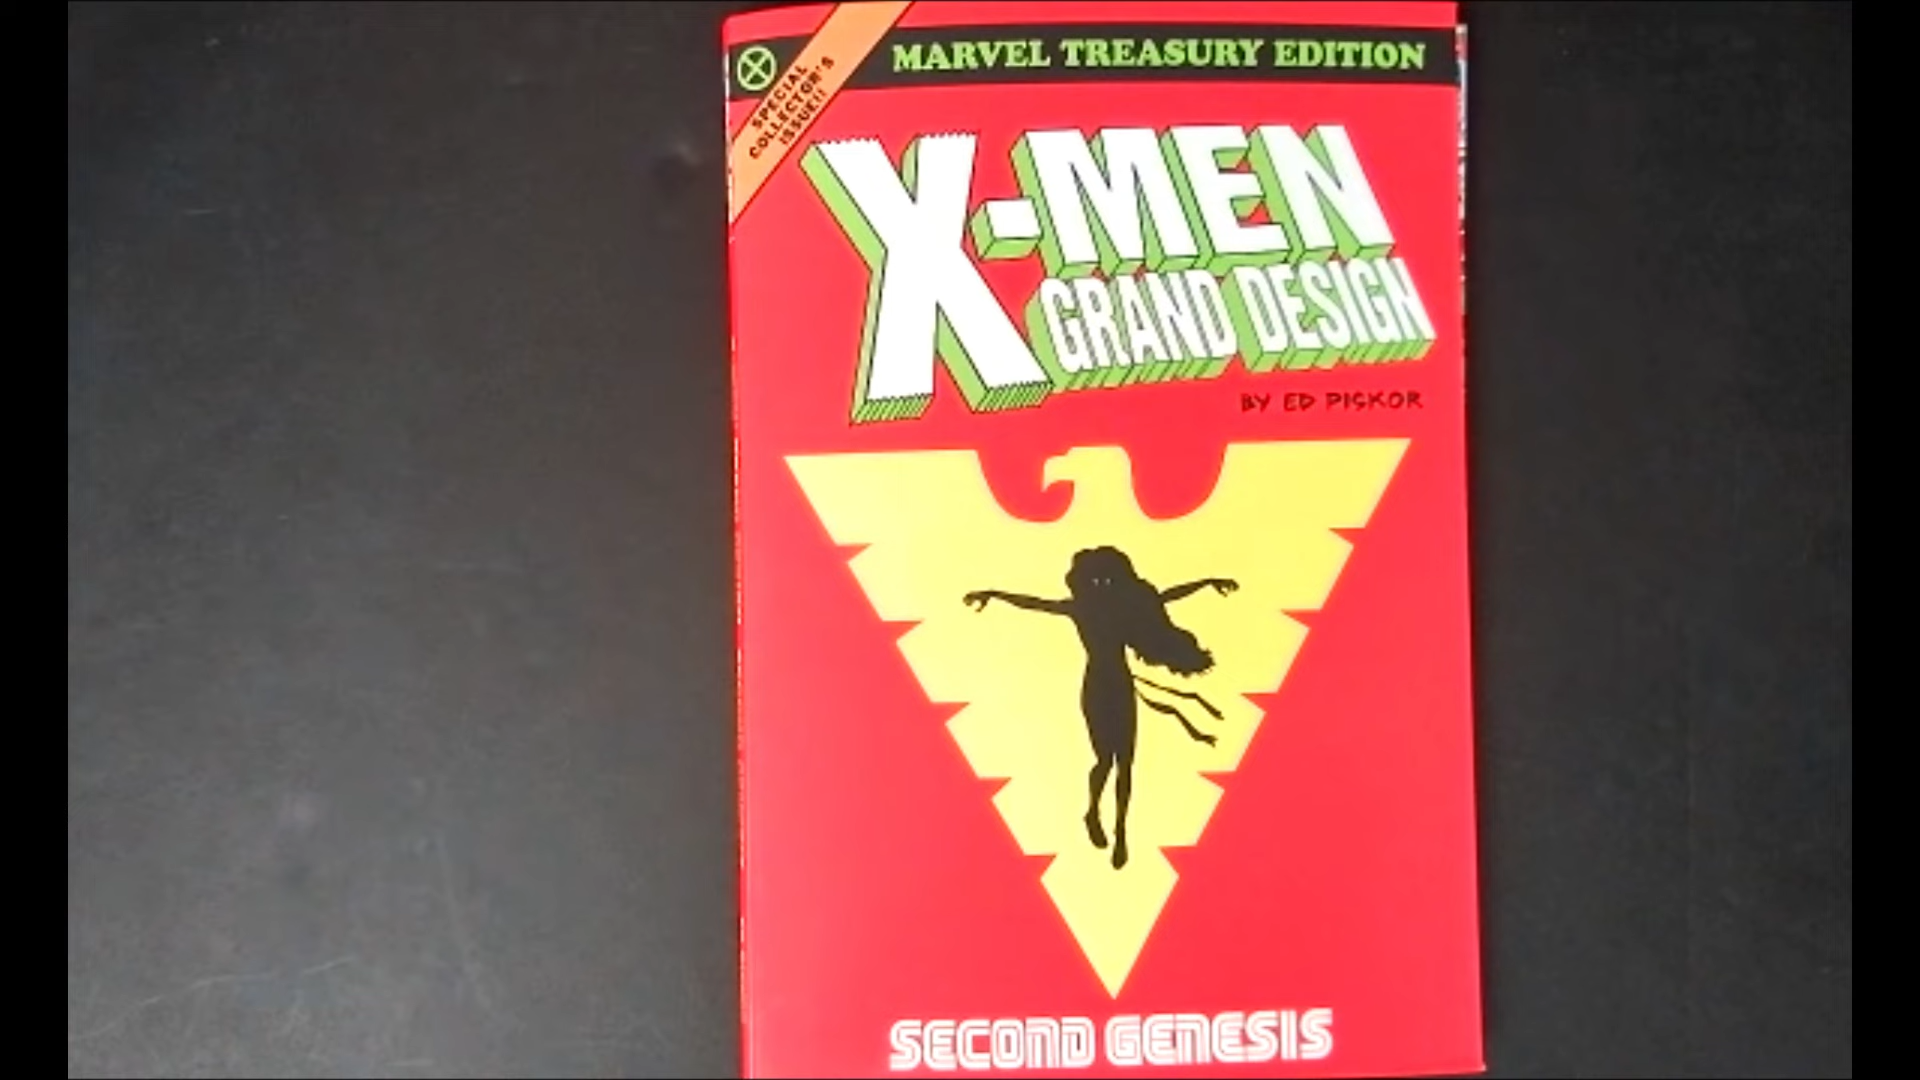 MARVEL TREASURY EDITION
SPECIAL
COLLECTOR'S
ISSUE!!
X-MEN
GRAND DESIGN
BY ED PISKOR
SECOND GENESIS